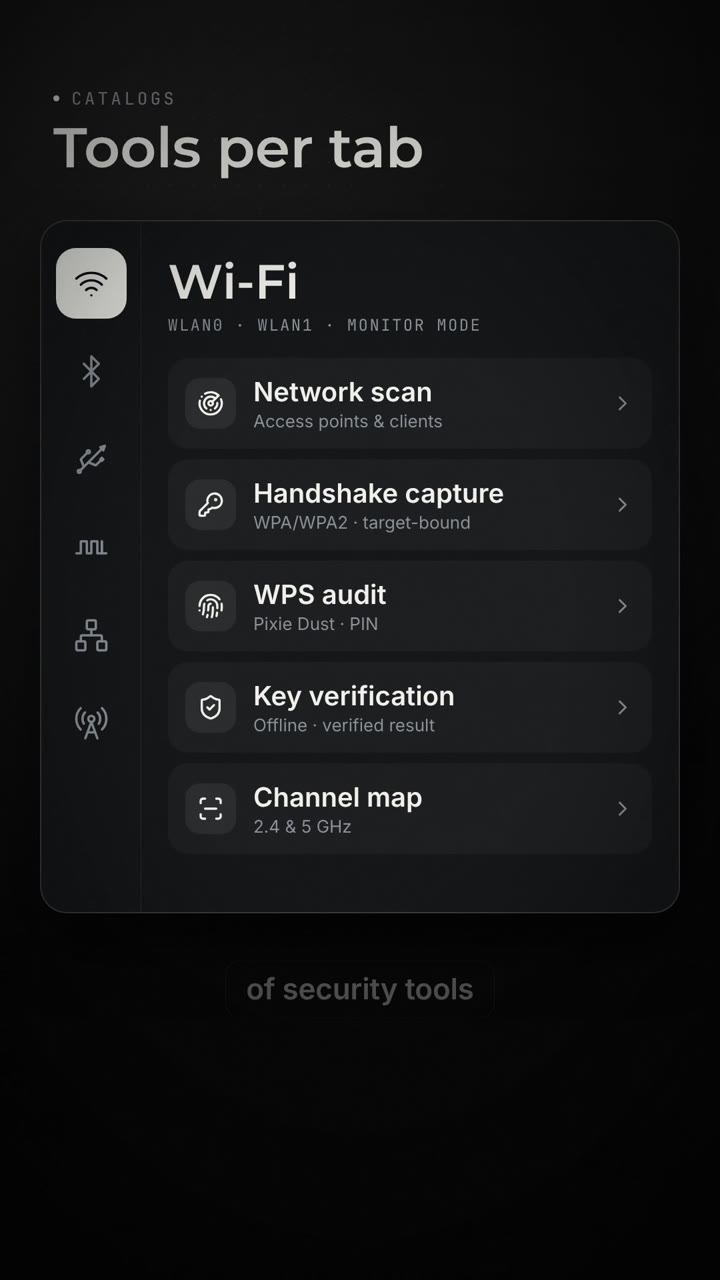 • CATALOGS
Tools per tab
Wi-Fi
WLAN0 · WLAN1 · MONITOR MODE
Network scan
Access points & clients
Handshake capture
WPA/WPA2 · target-bound
WPS audit
Pixie Dust · PIN
Key verification
Offline · verified result
Channel map
2.4 & 5 GHz
of security tools